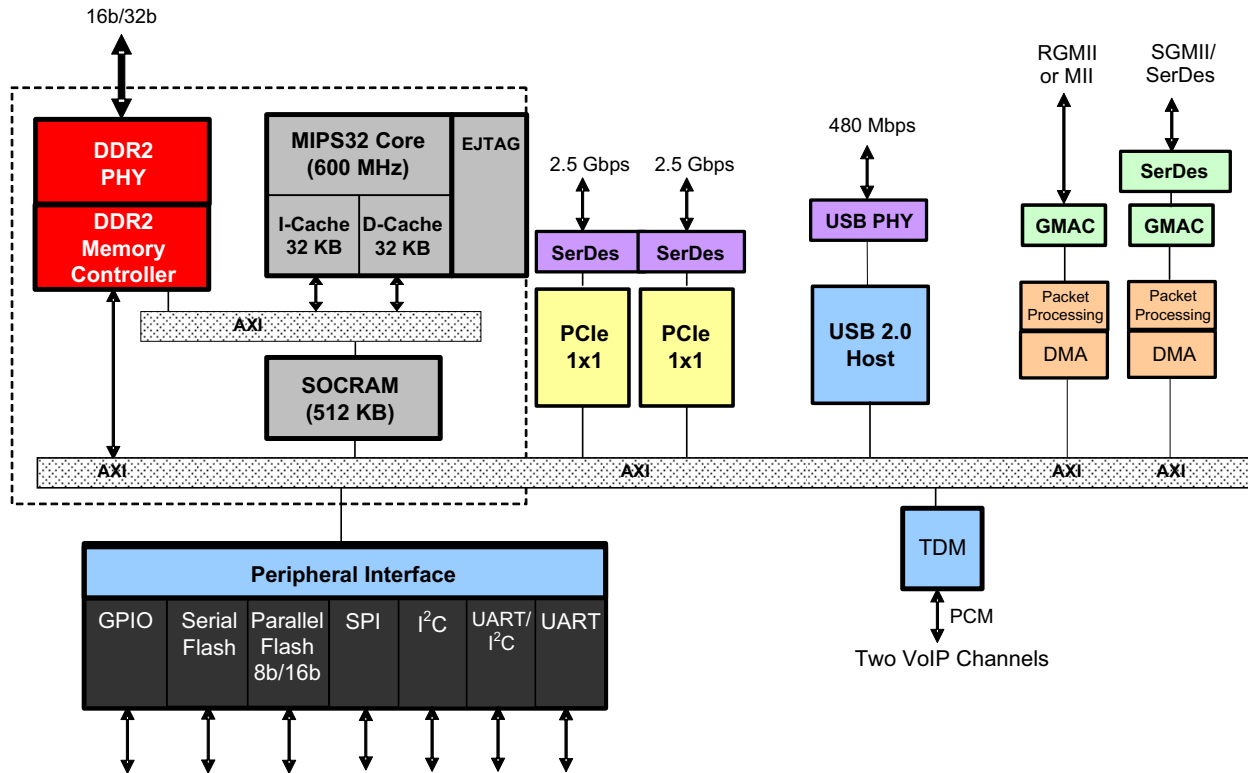 16b/32b
DDR2
PHY
DDR2
Memory
Controller
MIPS32 Core
(600 MHz)
I-Cache
32 KB
D-Cache
32 KB
EJTAG
AXI
SOCRAM
(512 KB)
2.5 Gbps
SerDes
PCIe
1x1
2.5 Gbps
SerDes
PCIe
1x1
480 Mbps
USB PHY
USB 2.0
Host
RGMII
or MII
GMAC
Packet
Processing
DMA
SGMII/
SerDes
SerDes
GMAC
Packet
Processing
DMA
AXI
AXI
AXI
AXI
Peripheral Interface
GPIO
Serial
Flash
Parallel
Flash
8b/16b
SPI
I²C
UART/
I²C
UART
TDM
PCM
Two VoIP Channels